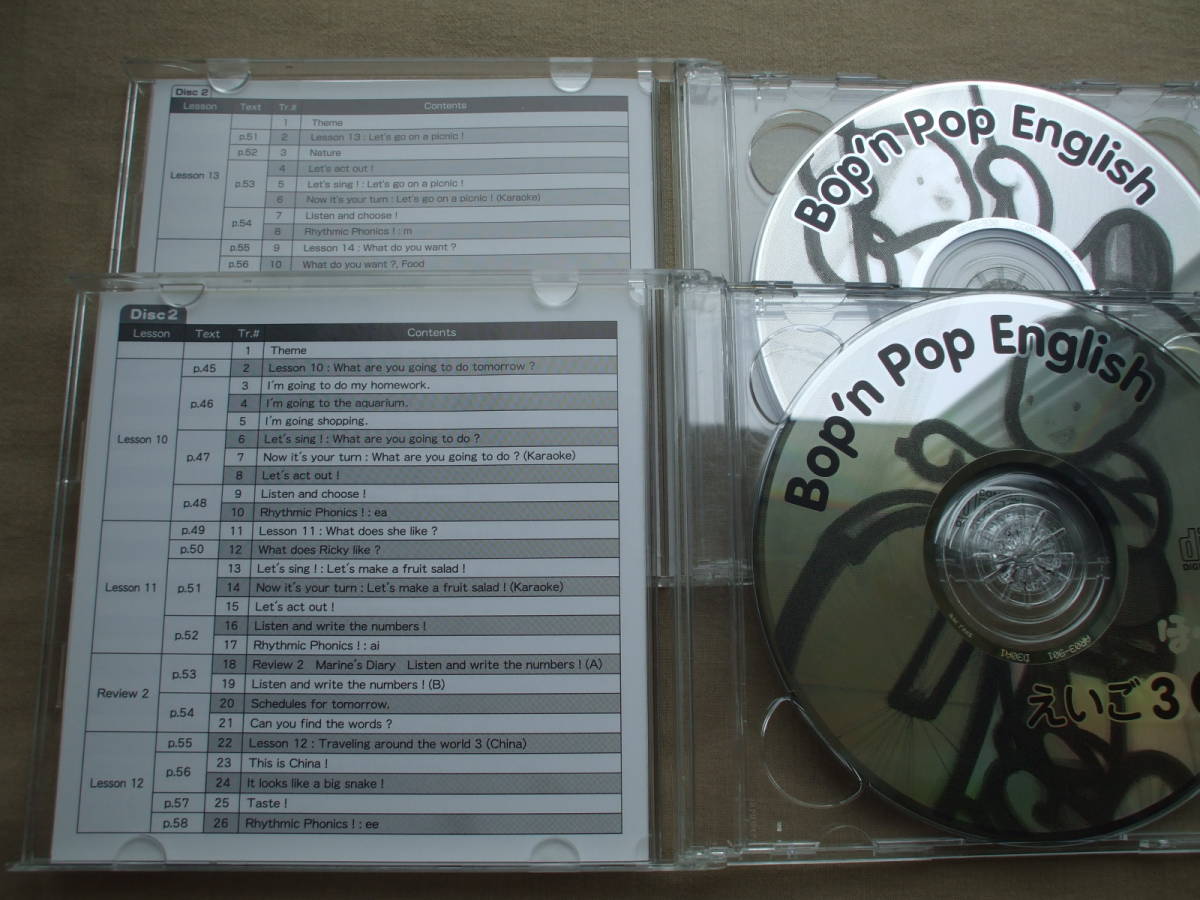 Disc 2
Lesson Text Tr.# Contents
1 Theme
p.51 2 Lesson 13 : Let's go on a picnic !
p.52 3 Nature
4 Let's act out !
Lesson 13 p.53 5 Let's sing ! : Let's go on a picnic !
6 Now it's your turn : Let's go on a picnic ! (Karaoke)
p.54 7 Listen and choose !
8 Rhythmic Phonics ! : m
p.55 9 Lesson 14 : What do you want ?
p.56 10 What do you want ?, Food
Bop'n Pop English
Disc 2
Lesson Text Tr.# Contents
1 Theme
p.45 2 Lesson 10 : What are you going to do tomorrow ?
3 I'm going to do my homework.
p.46 4 I'm going to the aquarium.
5 I'm going shopping.
Lesson 10 6 Let's sing ! : What are you going to do ?
p.47 7 Now it's your turn : What are you going to do ? (Karaoke)
8 Let's act out !
p.48 9 Listen and choose !
10 Rhythmic Phonics ! : ea
p.49 11 Lesson 11 : What does she like ?
p.50 12 What does Ricky like ?
13 Let's sing ! : Let's make a fruit salad !
Lesson 11 p.51 14 Now it's your turn : Let's make a fruit salad ! (Karaoke)
15 Let's act out !
p.52 16 Listen and write the numbers !
17 Rhythmic Phonics ! : ai
p.53 18 Review 2 Marine's Diary Listen and write the numbers ! (A)
Review 2 19 Listen and write the numbers ! (B)
p.54 20 Schedules for tomorrow.
21 Can you find the words ?
p.55 22 Lesson 12 : Traveling around the world 3 (China)
p.56 23 This is China !
Lesson 12 24 It looks like a big snake !
p.57 25 Taste !
p.58 26 Rhythmic Phonics ! : ee
Bop'n Pop English
えいご3